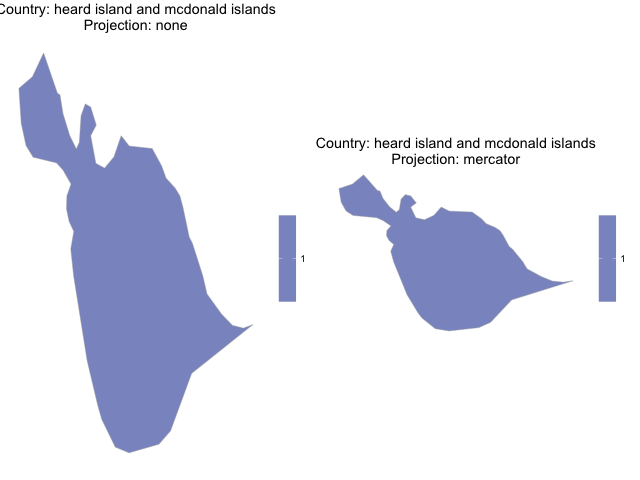 Country: heard island and mcdonald islands
Projection: none
1
Country: heard island and mcdonald islands
Projection: mercator
1